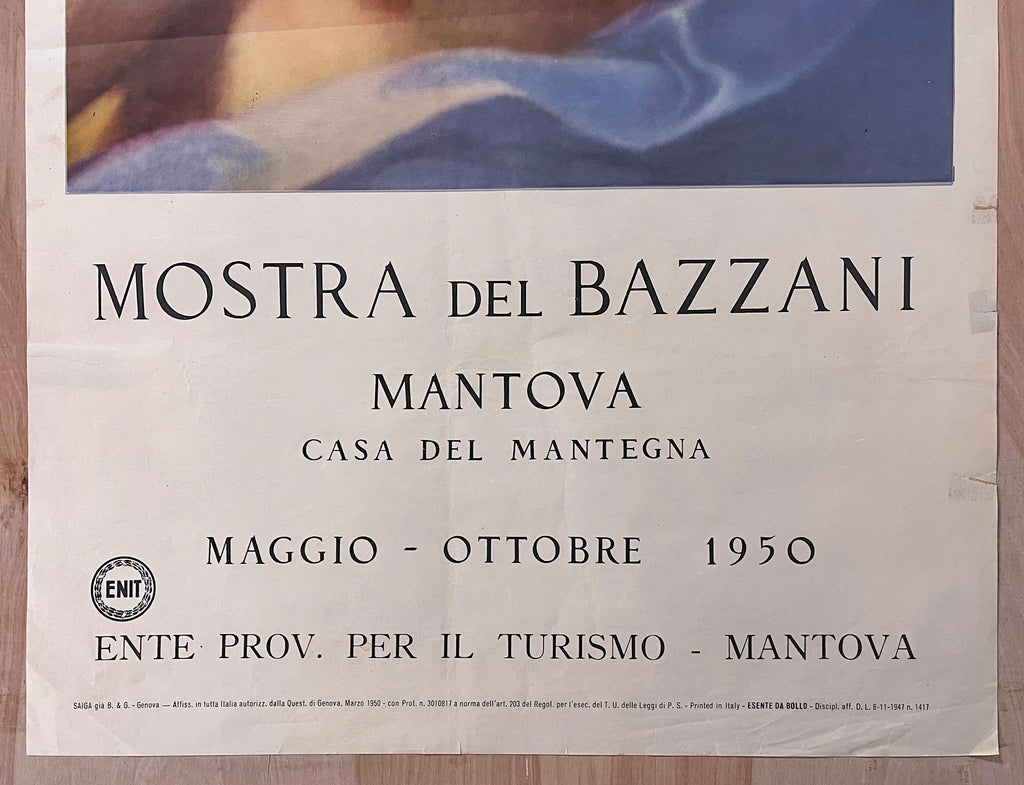 MOSTRA DEL BAZZANI
MANTOVA
CASA DEL MANTEGNA
MAGGIO - OTTOBRE 1950
ENIT
ENTE PROV. PER IL TURISMO - MANTOVA
SAIGA già B. & G. - Genova — Affiss. in tutta Italia autorizz. dalla Quest. di Genova, Marzo 1950 - con Prot. n. 3010817 a norma dell'art. 203 del Regol. per l'esec. del T. U. delle Leggi di P. S. - Printed in Italy - ESENTE DA BOLLO - Discipl. aff. D. L. 8-11-1947 n. 1417